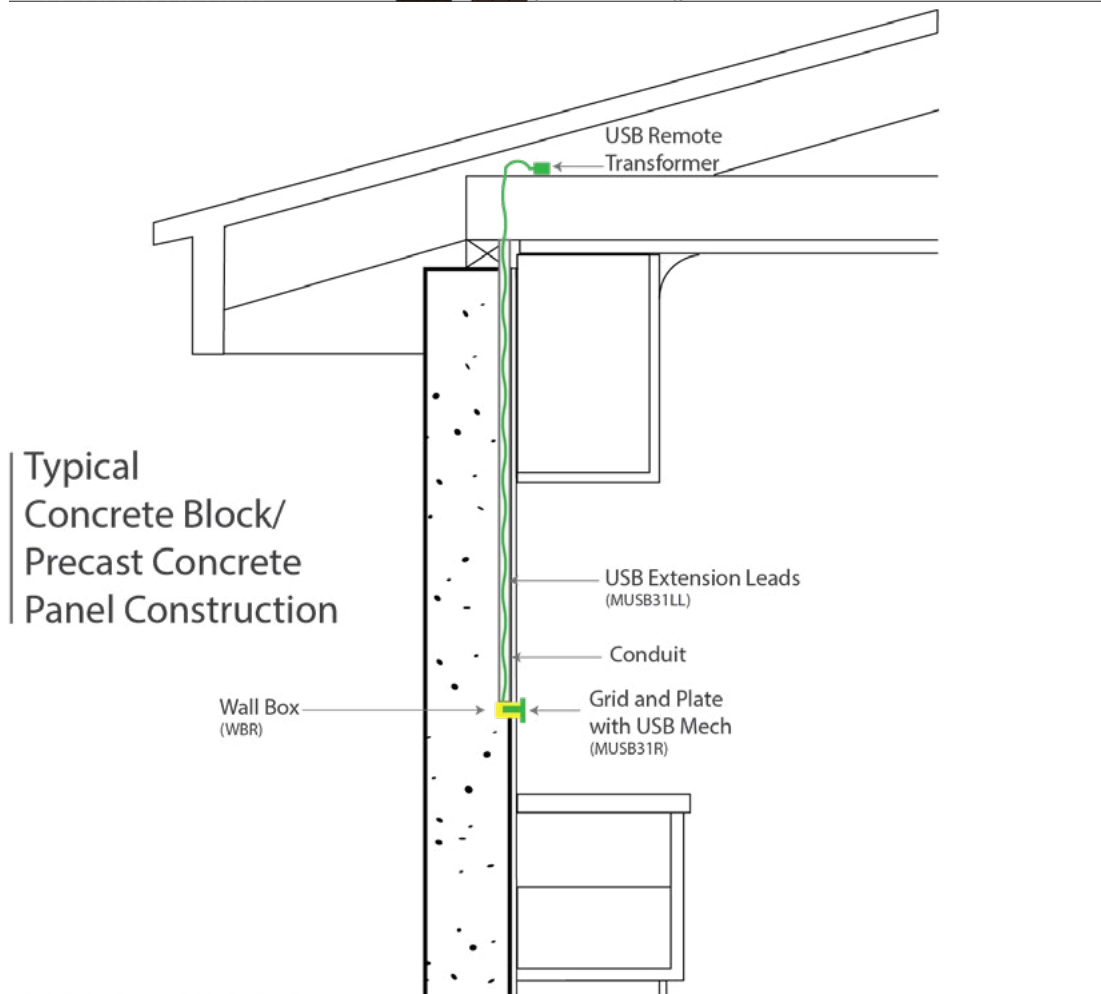 USB Remote
Transformer
Typical
Concrete Block/
Precast Concrete
Panel Construction
USB Extension Leads
(MUSB31LL)
Conduit
Wall Box
(WBR)
Grid and Plate
with USB Mech
(MUSB31R)